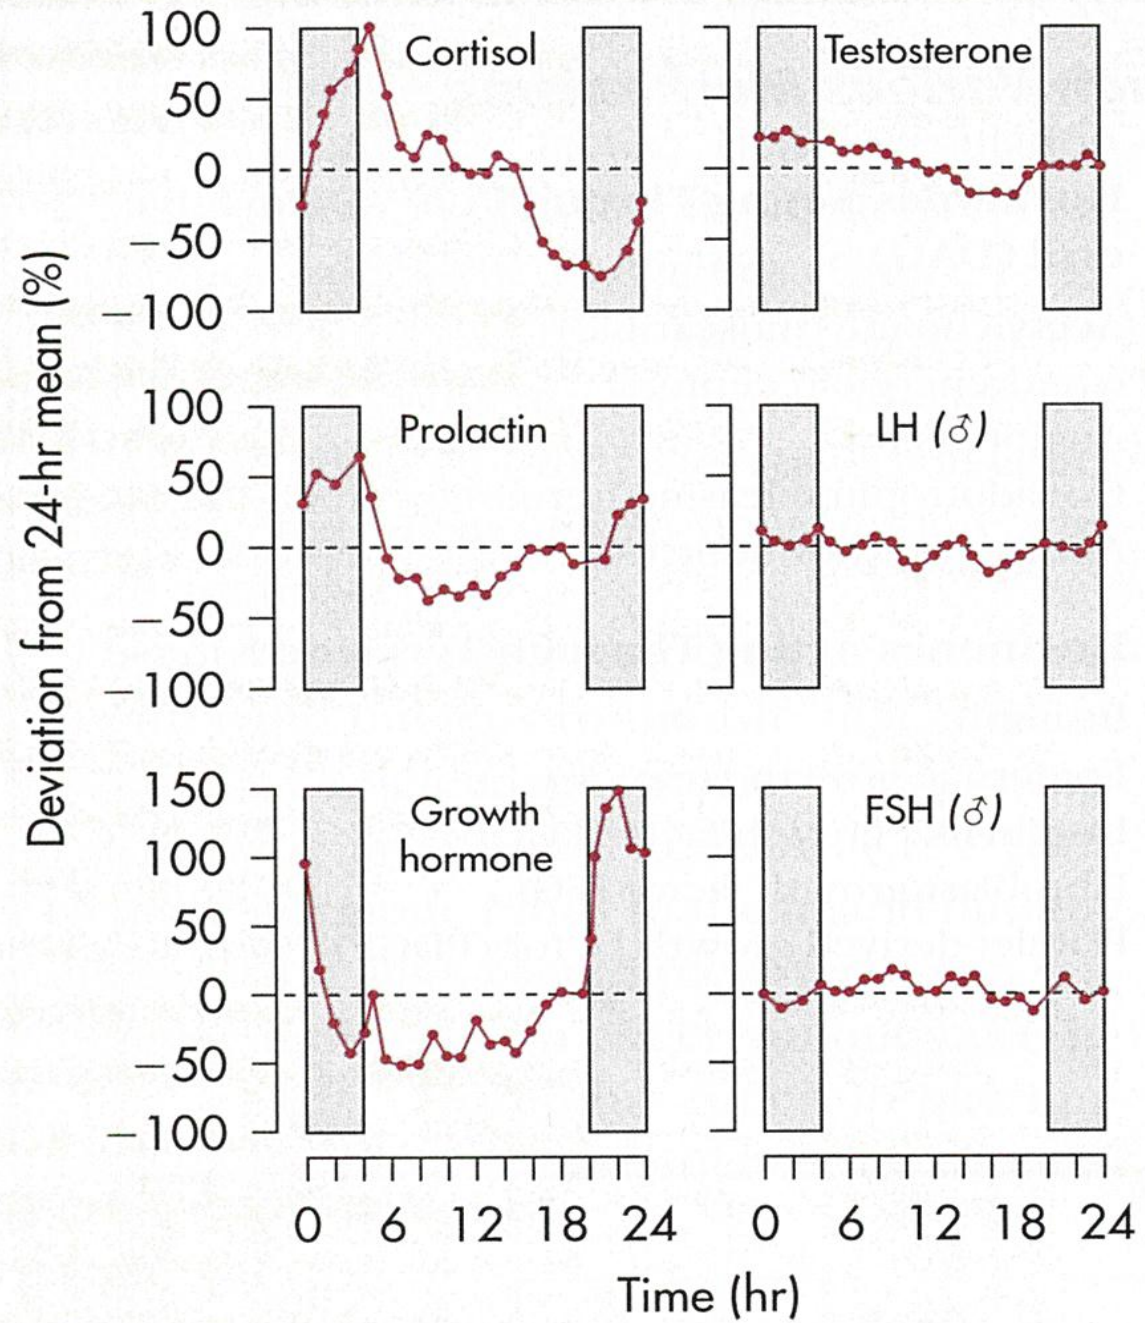 Deviation from 24-hr mean (%)
Cortisol
100
50
0
−50
−100
Testosterone
Prolactin
100
50
0
−50
−100
LH (♂)
Growth
hormone
150
100
50
0
−50
−100
FSH (♂)
0 6 12 18 24
0 6 12 18 24
Time (hr)